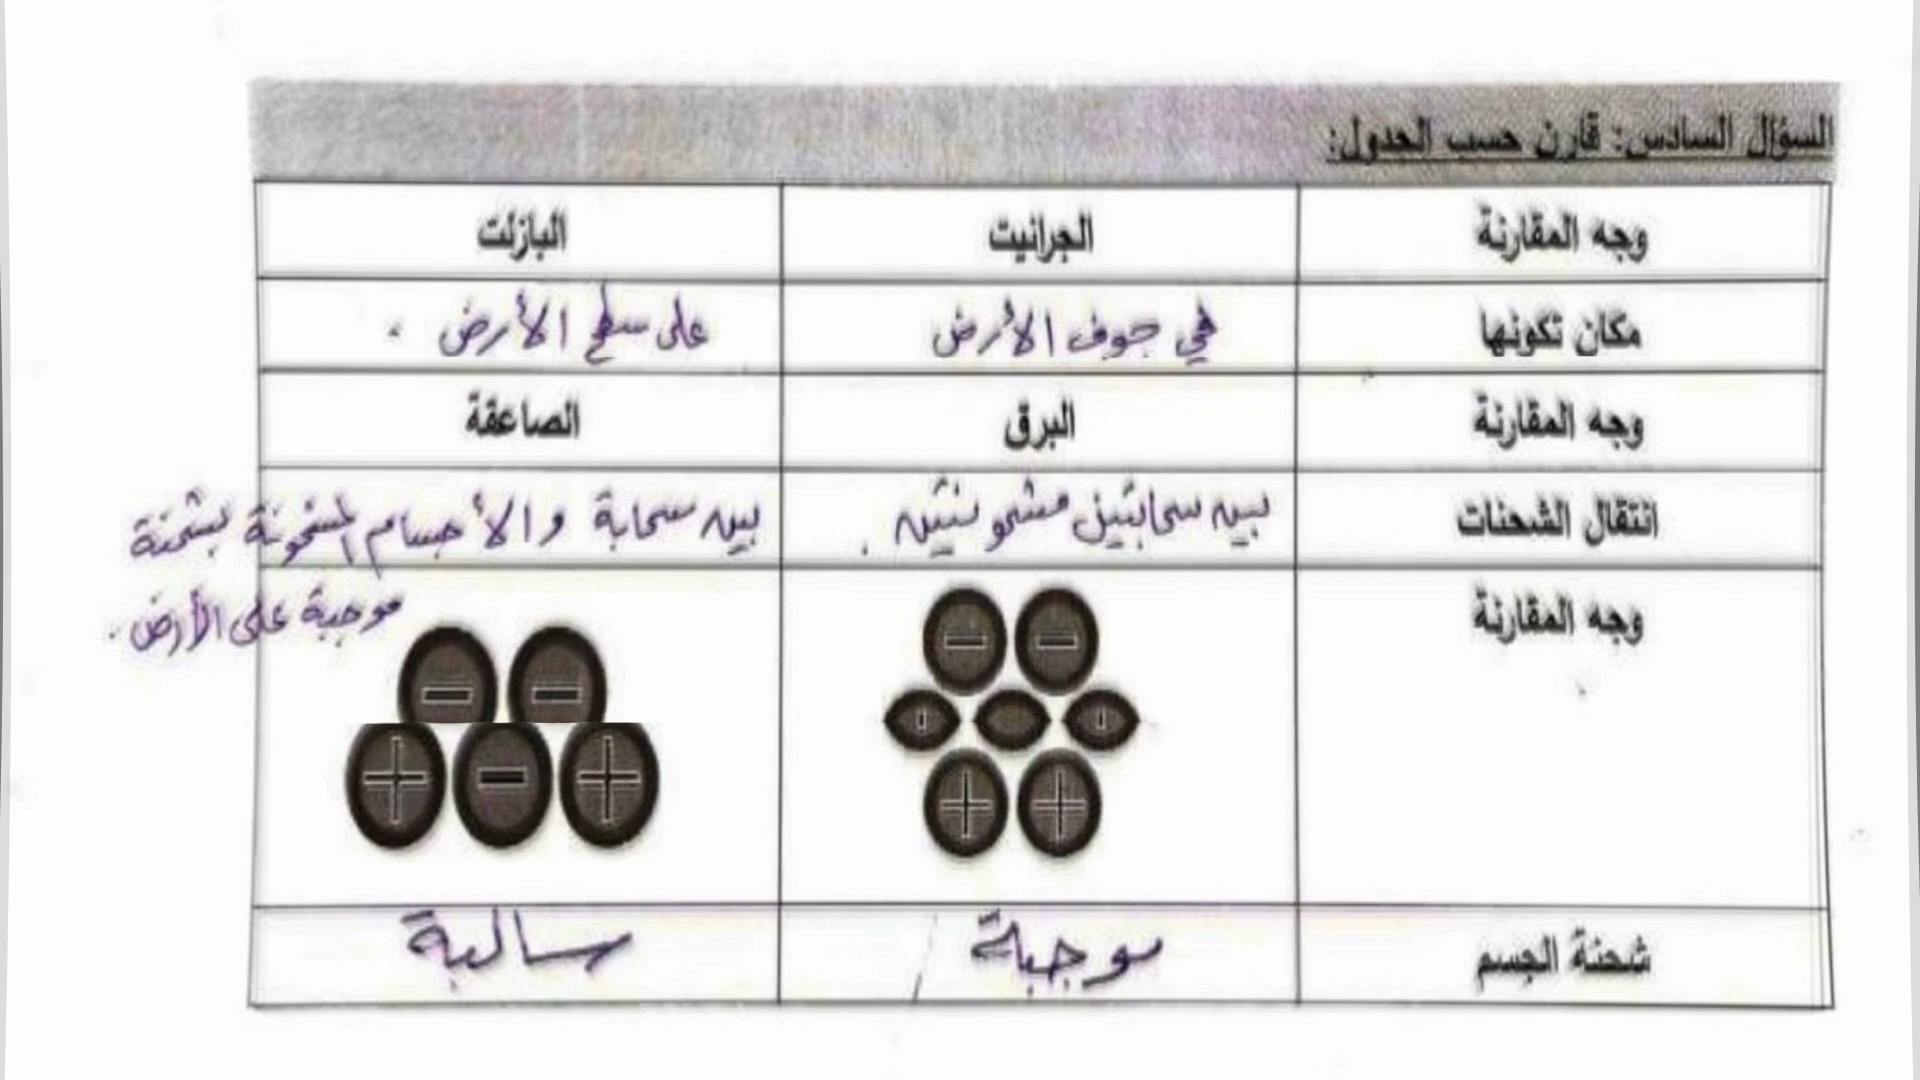 السؤال السادس: قارن حسب الجدول:
وجه المقارنة الجرانيت البازلت
مكان تكونها في جوف الأرض على سطح الأرض .
وجه المقارنة البرق الصاعقة
انتقال الشحنات بين سحابتين مشحونتين . بين سحابة والأجسام المشحونة بشحنة
موجبة على الأرض .
وجه المقارنة
− − − −
+ + + − +
شحنة الجسم موجبة سالبة